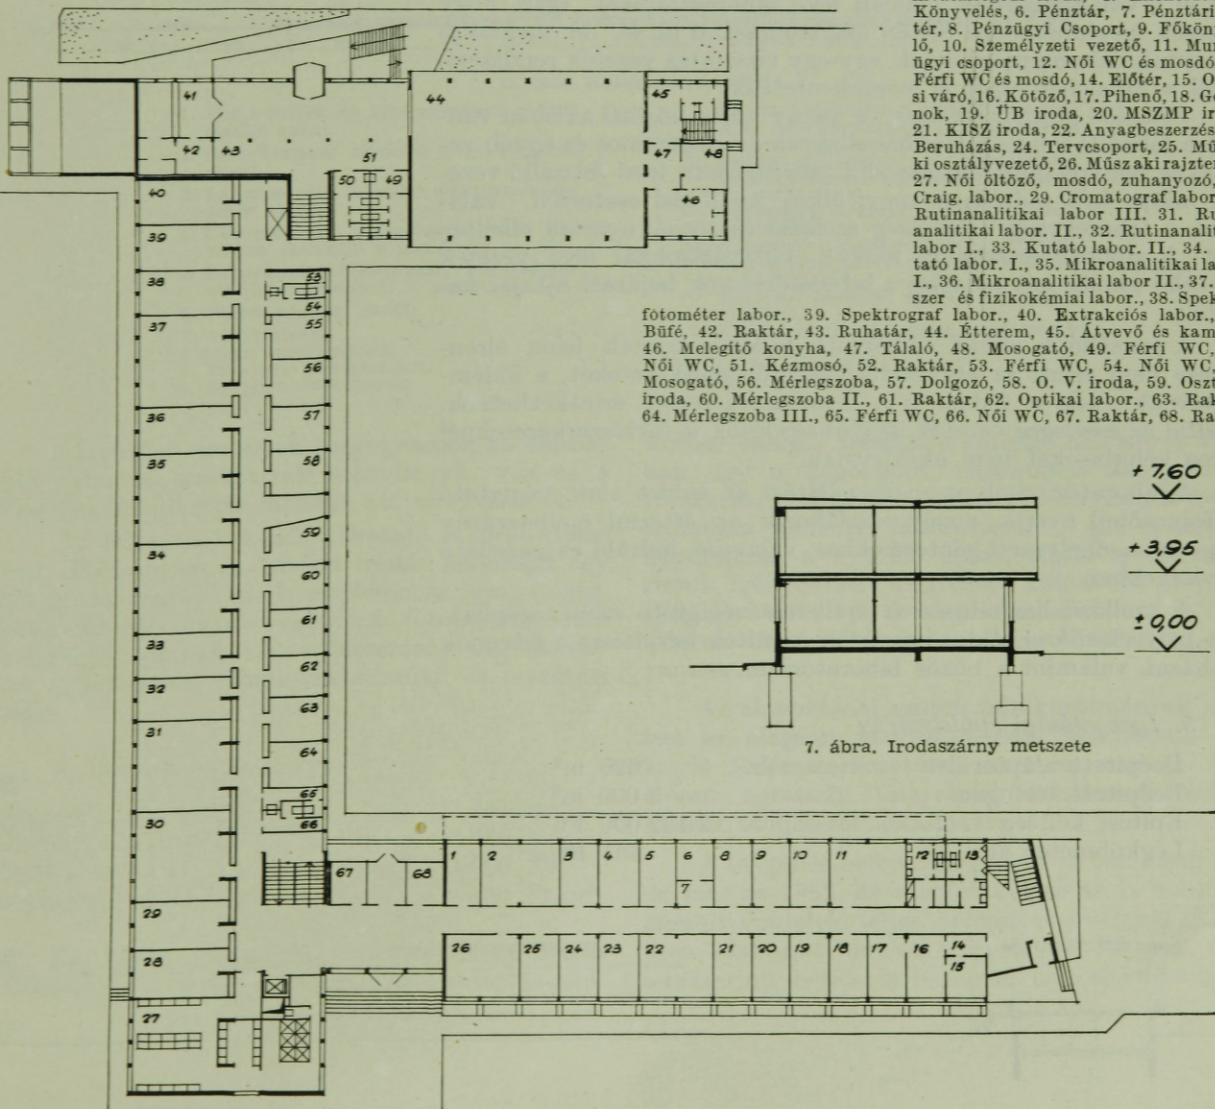 Könyvelés, 6. Pénztár, 7. Pénztári
tér, 8. Pénzügyi Csoport, 9. Főkön
lő, 10. Személyzeti vezető, 11. Mun
ügyi csoport, 12. Női WC és mosdó
Férfi WC és mosdó, 14. Előtér, 15. O
si váró, 16. Kötöző, 17. Pihenő, 18. Go
nok, 19. ÜB iroda, 20. MSZMP ir
21. KISZ iroda, 22. Anyagbeszerzés
Beruházás, 24. Tervcsoport, 25. Mű
ki osztályvezető, 26. Műszaki rajzter
27. Női öltöző, mosdó, zuhanyozó,
Craig. labor., 29. Cromatograf labor
Rutinanalitikai labor III. 31. Ru
analitikai labor. II., 32. Rutinanalit
labor I., 33. Kutató labor. II., 34.
tató labor. I., 35. Mikroanalitikai la
I., 36. Mikroanalitikai labor II., 37.
szer és fizikokémiai labor., 38. Spek
fotométer labor., 39. Spektrograf labor., 40. Extrakciós labor.,
Büfé, 42. Raktár, 43. Ruhatár, 44. Étterem, 45. Átvevő és kam
46. Melegítő konyha, 47. Tálaló, 48. Mosogató, 49. Férfi WC,
Női WC, 51. Kézmosó, 52. Raktár, 53. Férfi WC, 54. Női WC,
Mosogató, 56. Mérlegszoba, 57. Dolgozó, 58. O. V. iroda, 59. Oszt
iroda, 60. Mérlegszoba II., 61. Raktár, 62. Optikai labor., 63. Rak
64. Mérlegszoba III., 65. Férfi WC, 66. Női WC, 67. Raktár, 68. Ra
41
44
45
42
43
51
47
48
50
49
46
40
39
38
53
54
37
55
56
36
57
35
58
59
34
60
61
33
62
32
63
31
64
65
30
66
+ 7,60
+ 3,95
± 0,00
7. ábra. Irodaszárny metszete
67
68
1
2
3
4
5
6
8
9
10
11
12
13
7
29
28
26
25
24
23
22
21
20
19
18
17
16
14
15
27